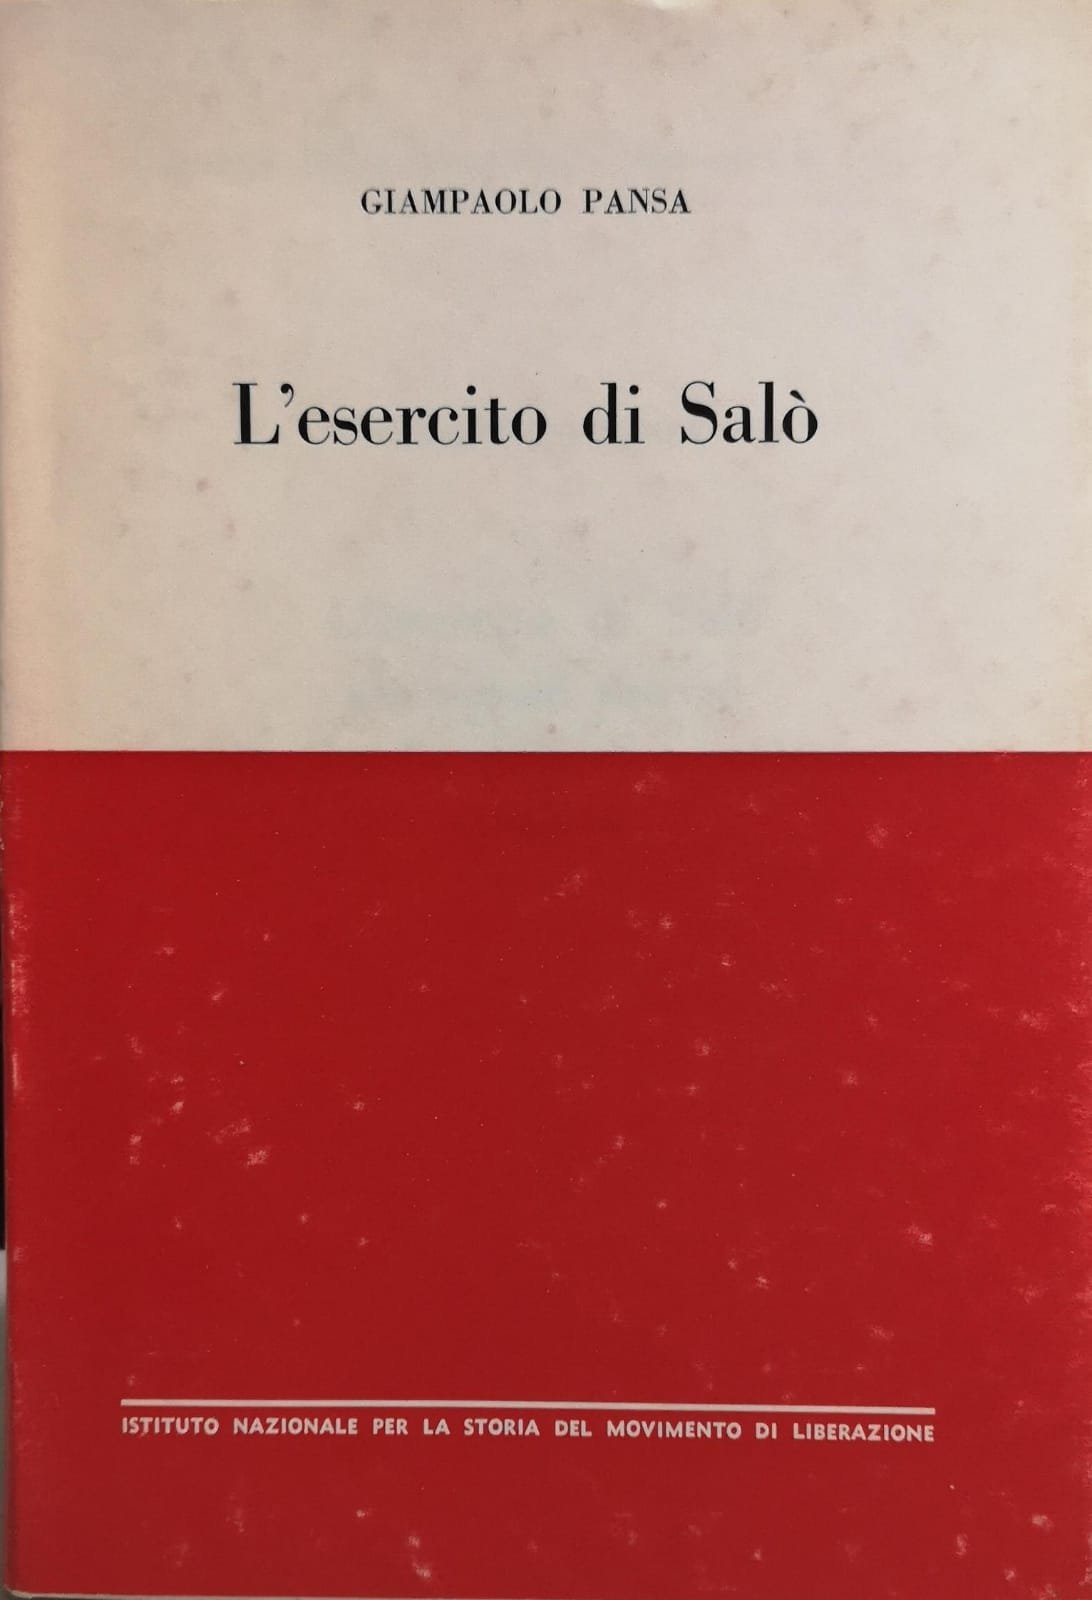 GIAMPAOLO PANSA
L'esercito di Salò
ISTITUTO NAZIONALE PER LA STORIA DEL MOVIMENTO DI LIBERAZIONE